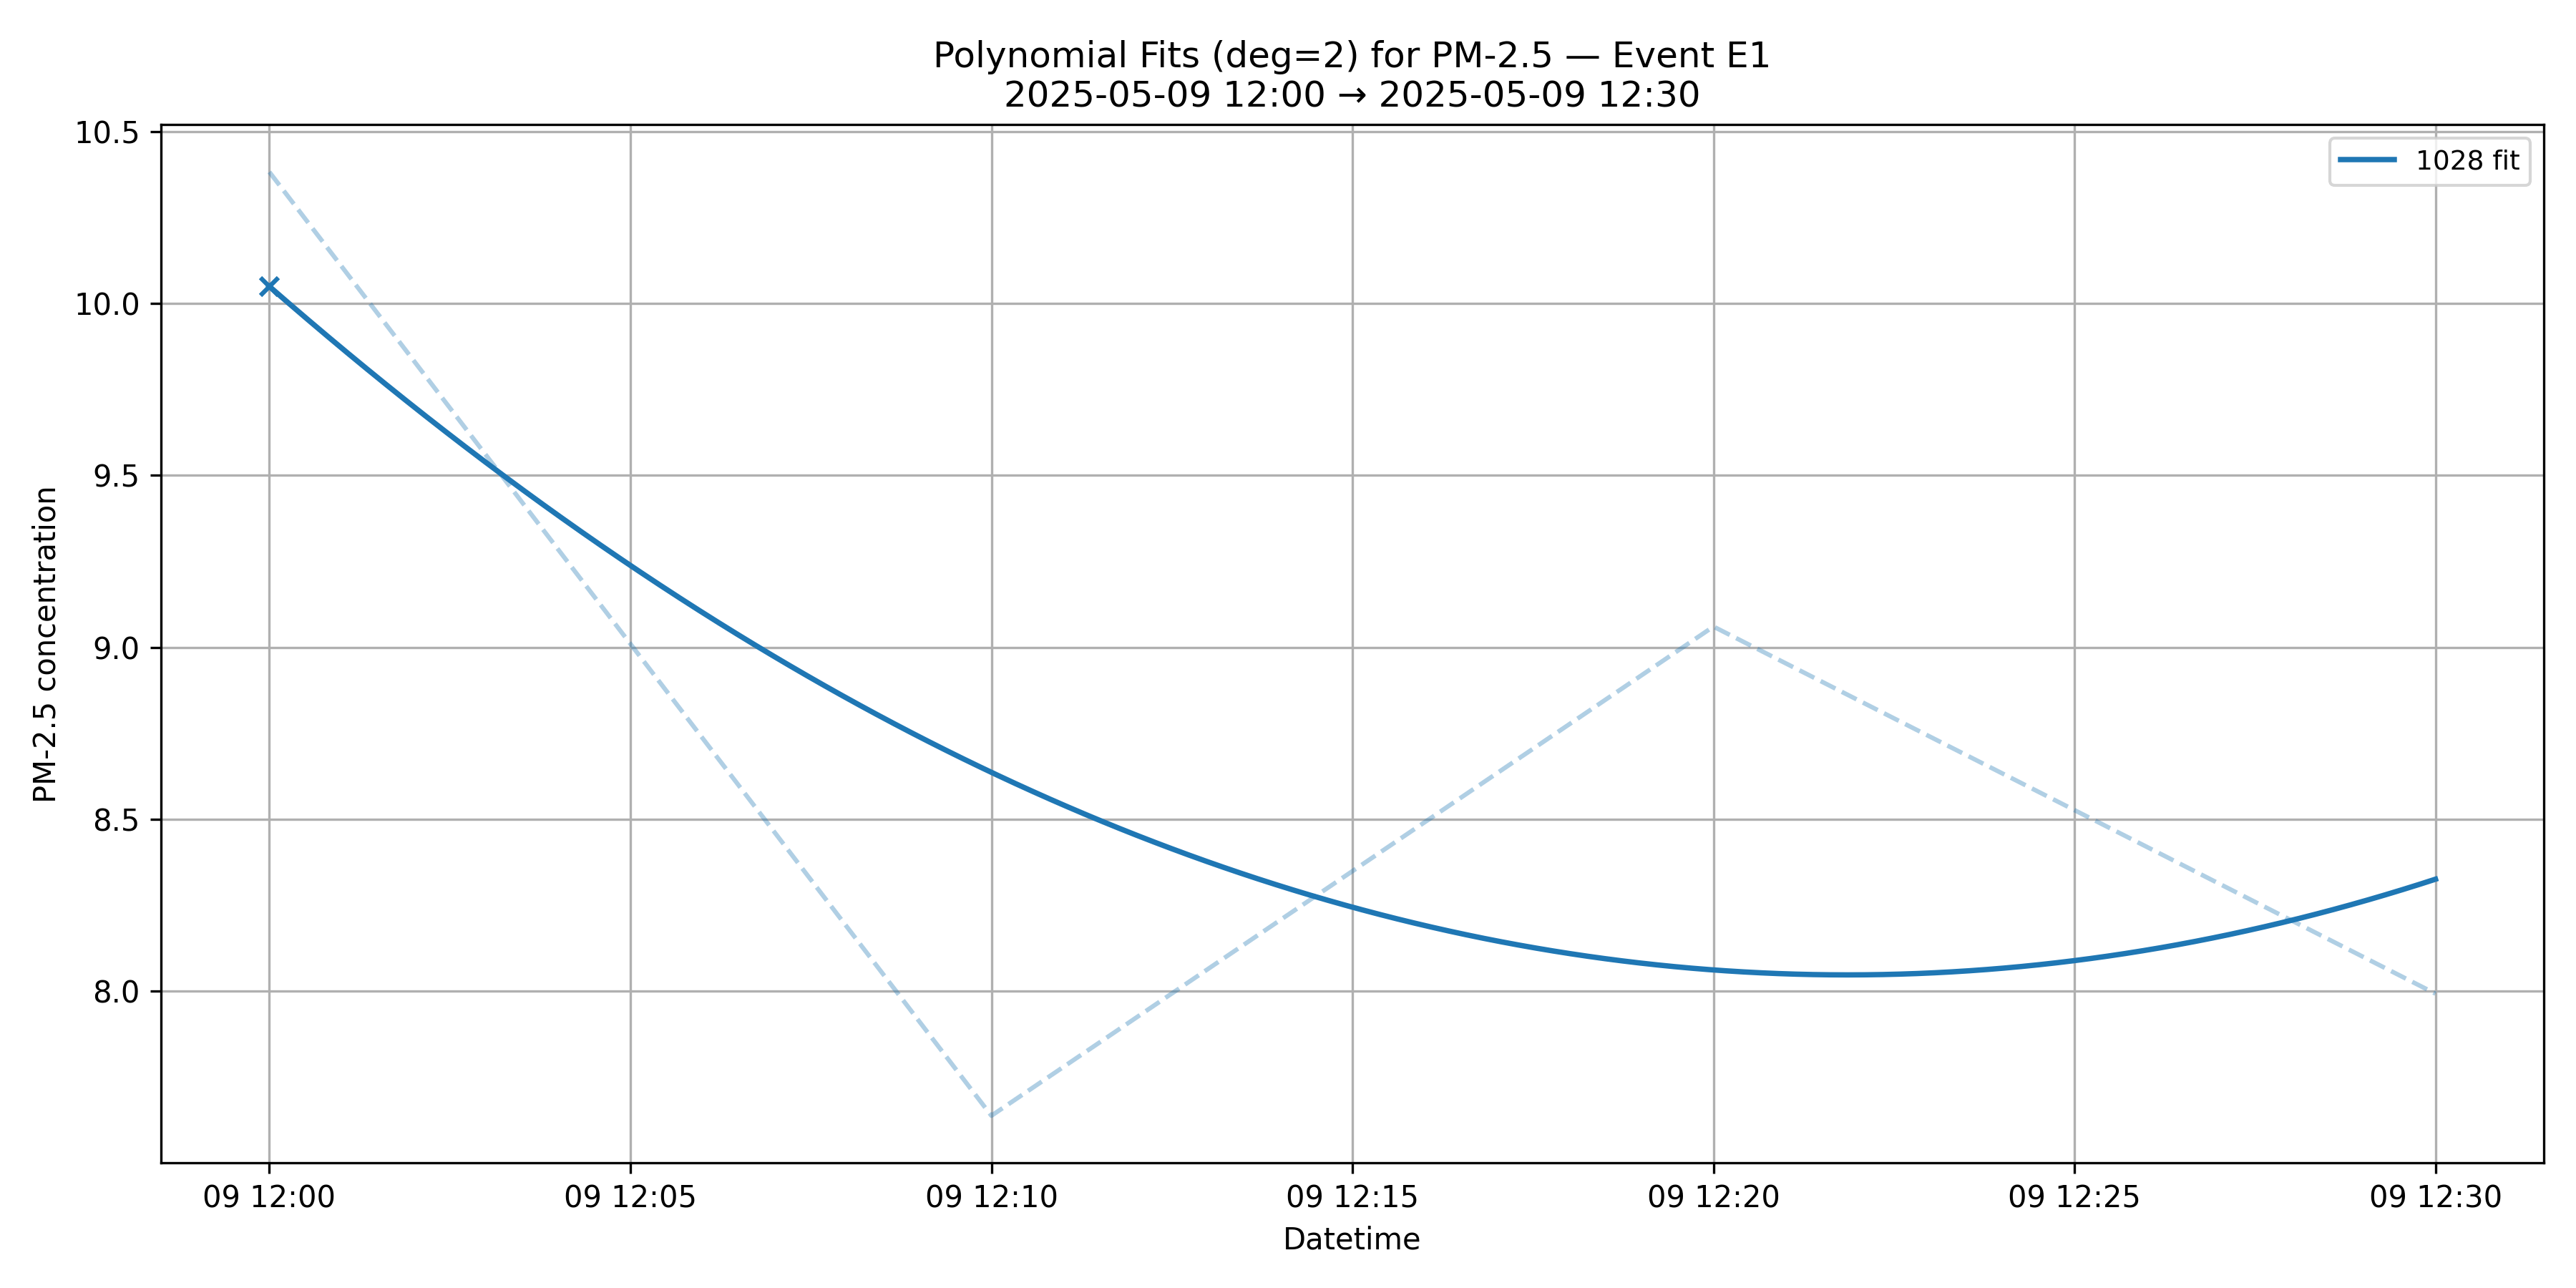 Polynomial Fits (deg=2) for PM-2.5 — Event E1
2025-05-09 12:00 → 2025-05-09 12:30
1028 fit
PM-2.5 concentration
10.5
10.0
9.5
9.0
8.5
8.0
09 12:00
09 12:05
09 12:10
09 12:15
09 12:20
09 12:25
09 12:30
Datetime